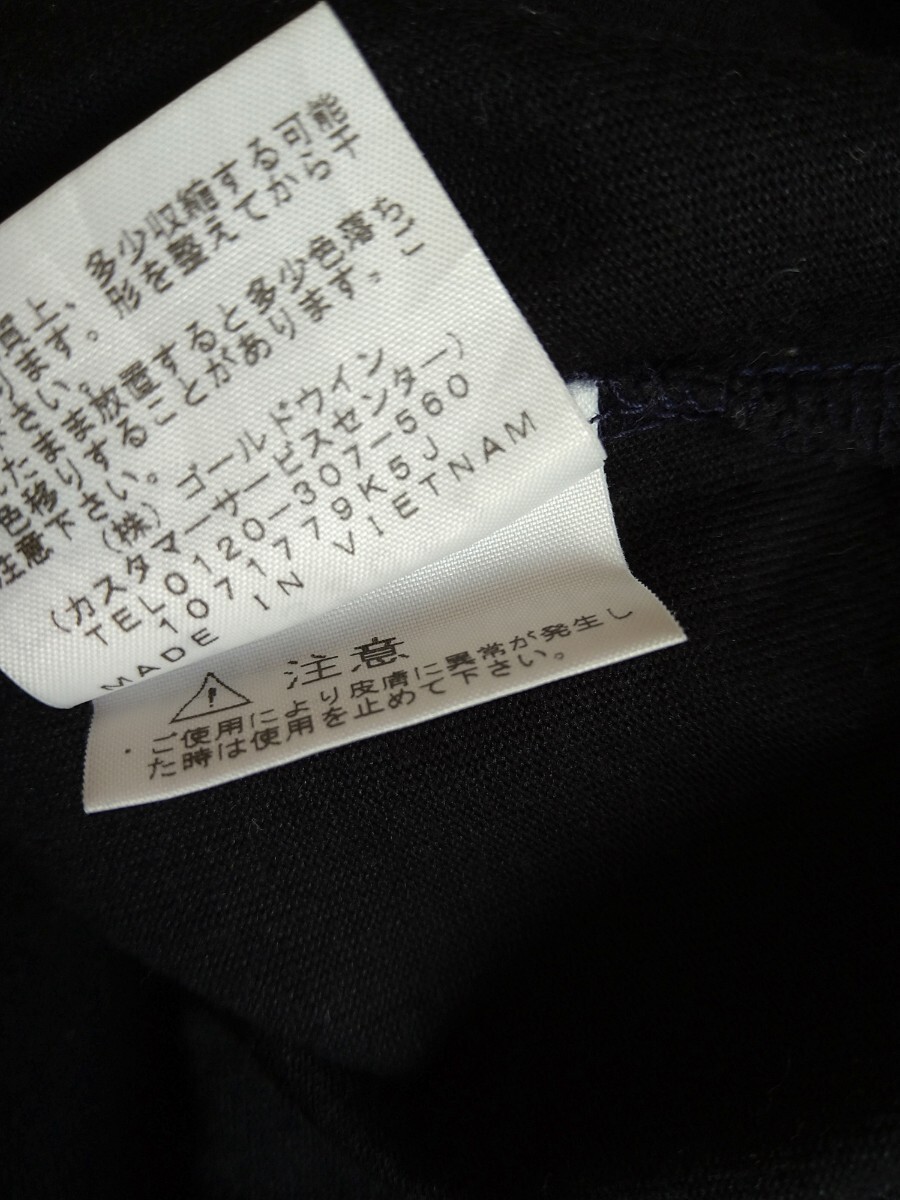 質上、多少収縮する可能
ります。形を整えてから干
さい。
たまま放置すると多少色落ち
色移りすることがあります。ご
注意下さい。
(株)ゴールドウイン
(カスタマーサービスセンター)
TEL0120-307-560
1071779K5J
MADE IN VIETNAM
注意
・ご使用により皮膚に異常が発生し
た時は使用を止めて下さい。